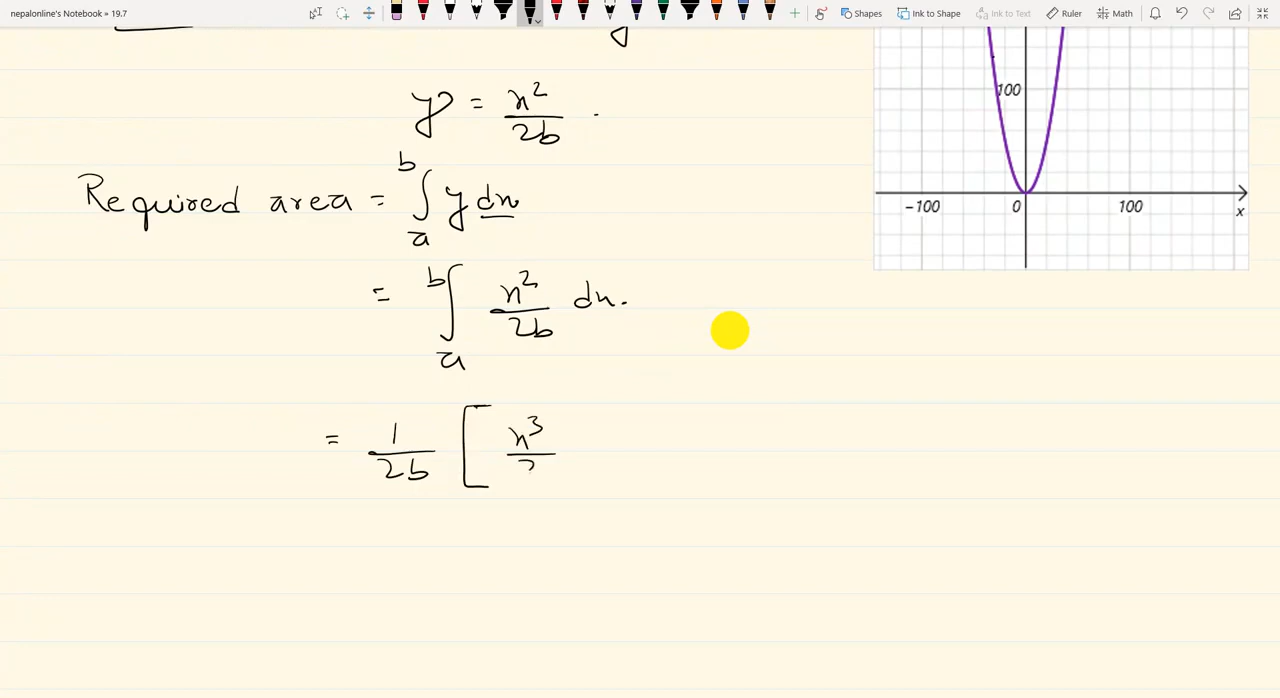 nepalonline's Notebook » 19.7
Shapes Ink to Shape Ink to Text Ruler Math
y = x²/2b .
Required area = ∫ₐᵇ y dx
= ∫ₐᵇ x²/2b dx.
= 1/2b [ x³/
100
-100 0 100 x